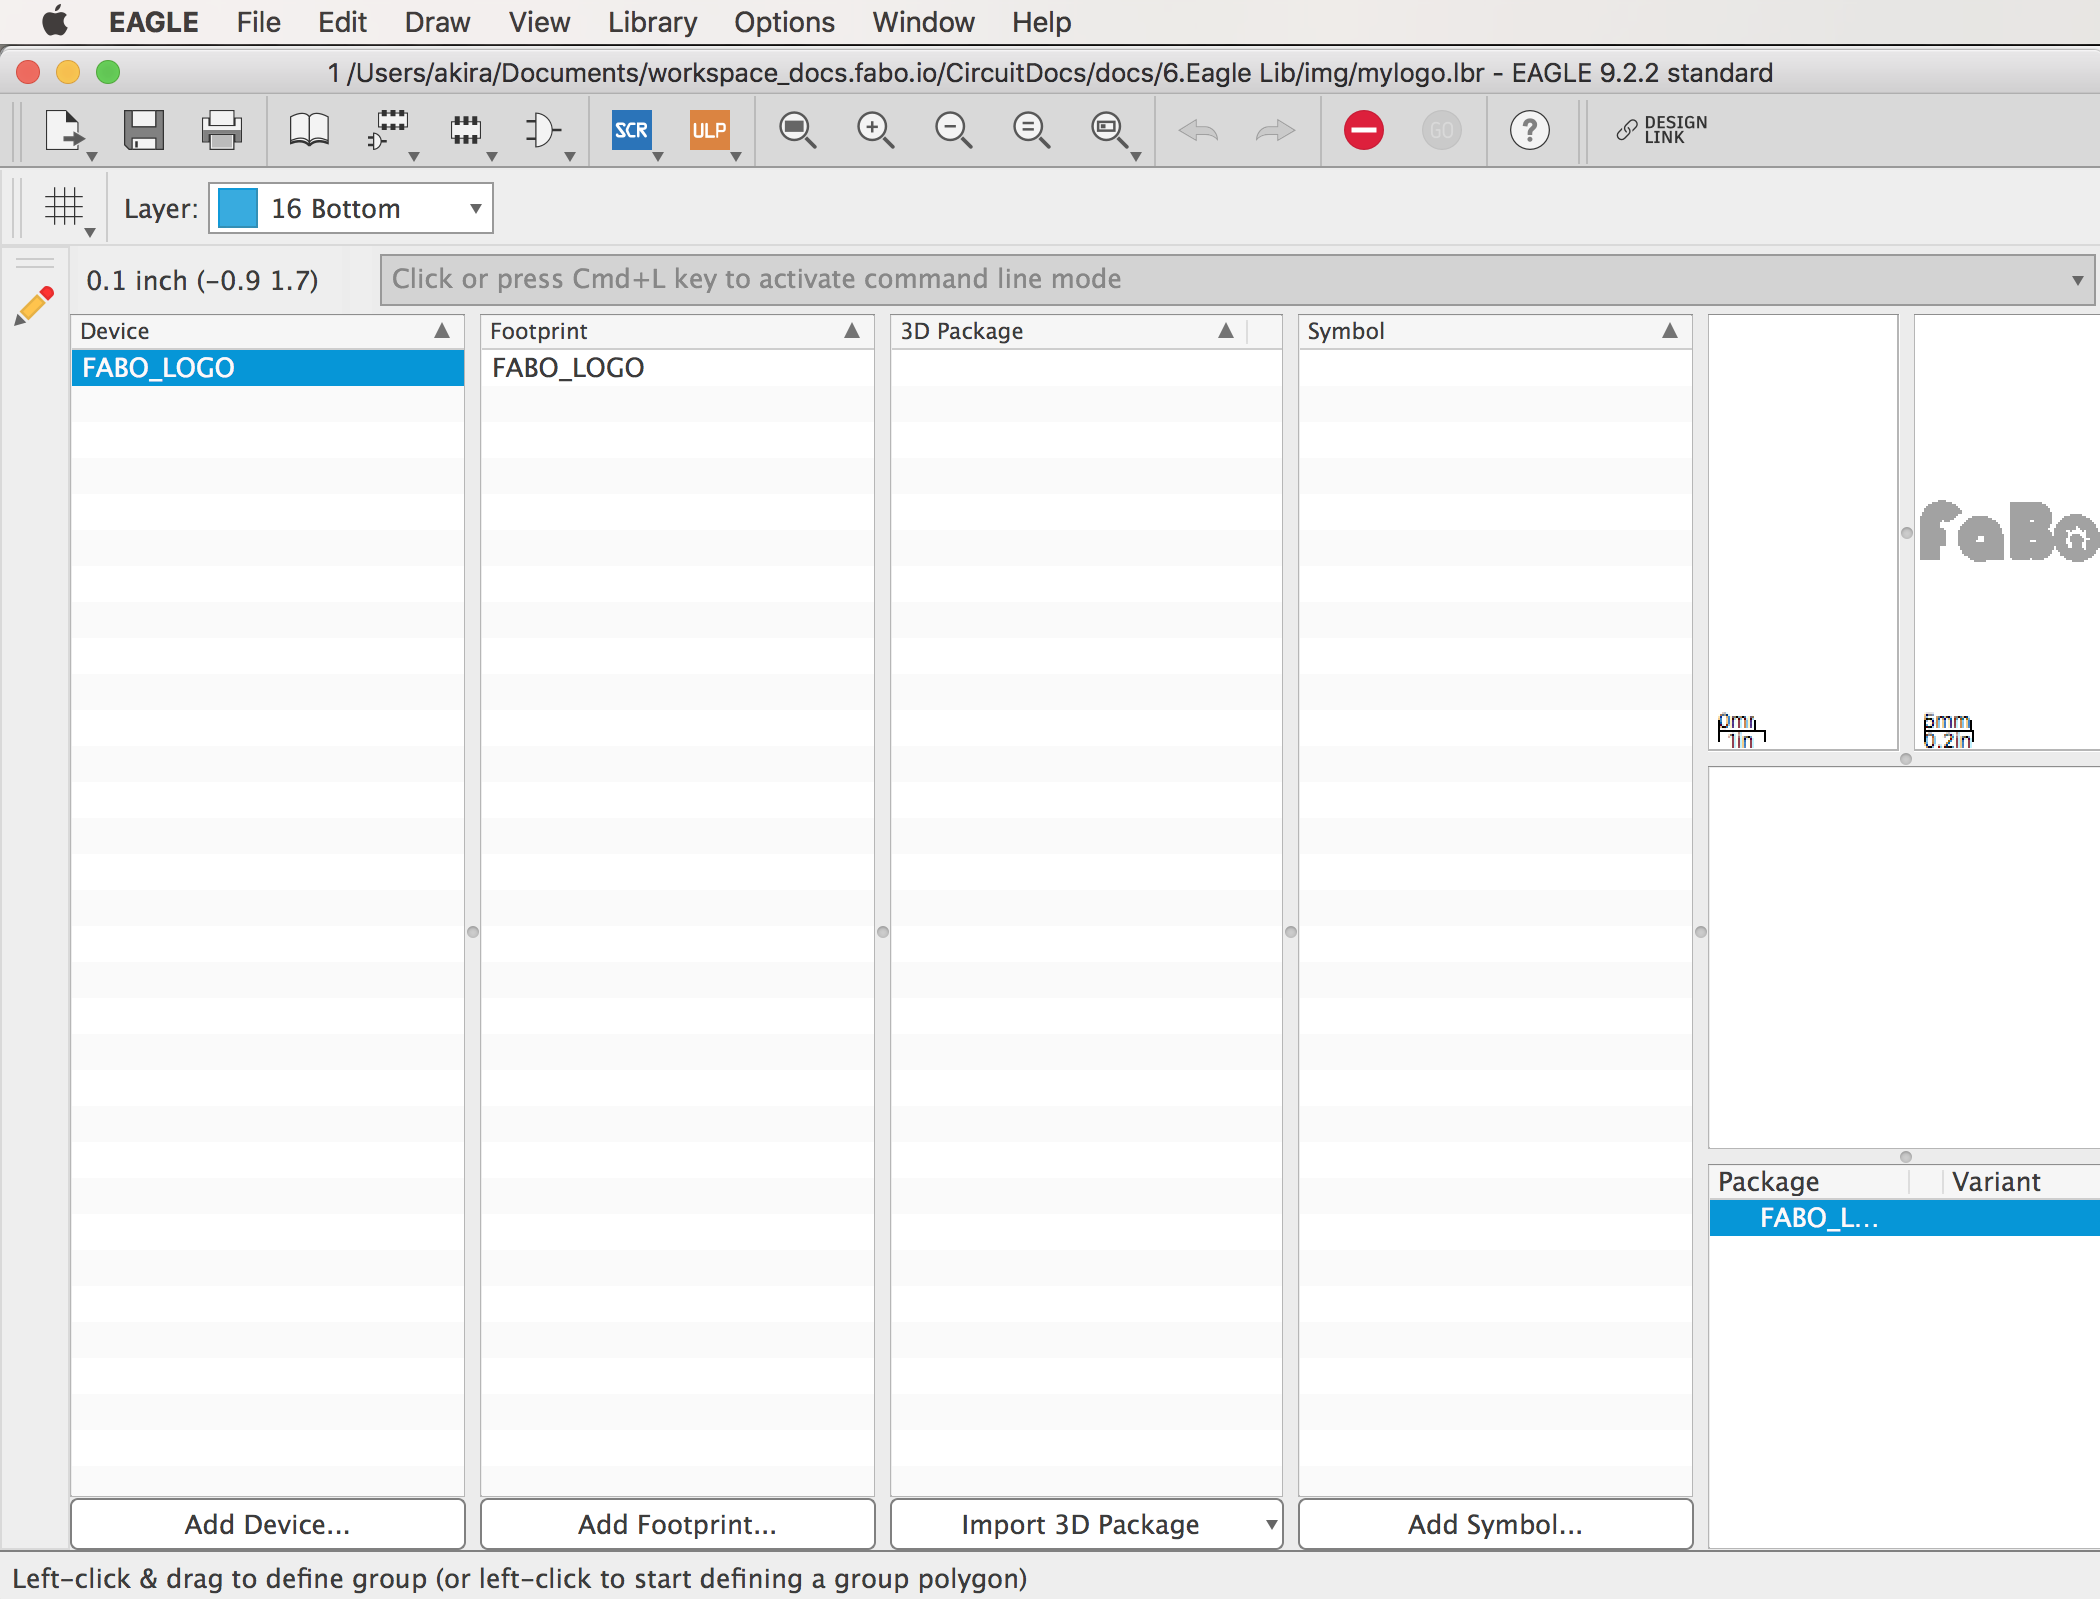 EAGLE File Edit Draw View Library Options Window Help
1 /Users/akira/Documents/workspace_docs.fabo.io/CircuitDocs/docs/6.Eagle Lib/img/mylogo.lbr - EAGLE 9.2.2 standard
SCR ULP GO ? DESIGN
LINK
Layer: 16 Bottom
0.1 inch (-0.9 1.7) Click or press Cmd+L key to activate command line mode
Device Footprint 3D Package Symbol
FABO_LOGO FABO_LOGO
faBo
0mr 5mm
1in 0.2in
Package Variant
FABO_L...
Add Device... Add Footprint... Import 3D Package Add Symbol...
Left-click & drag to define group (or left-click to start defining a group polygon)